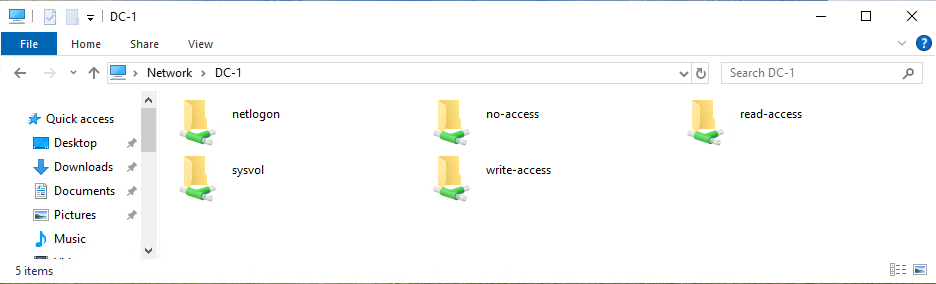 DC-1
File Home Share View
Network DC-1 Search DC-1
Quick access
Desktop
Downloads
Documents
Pictures
Music
netlogon no-access read-access
sysvol write-access
5 items